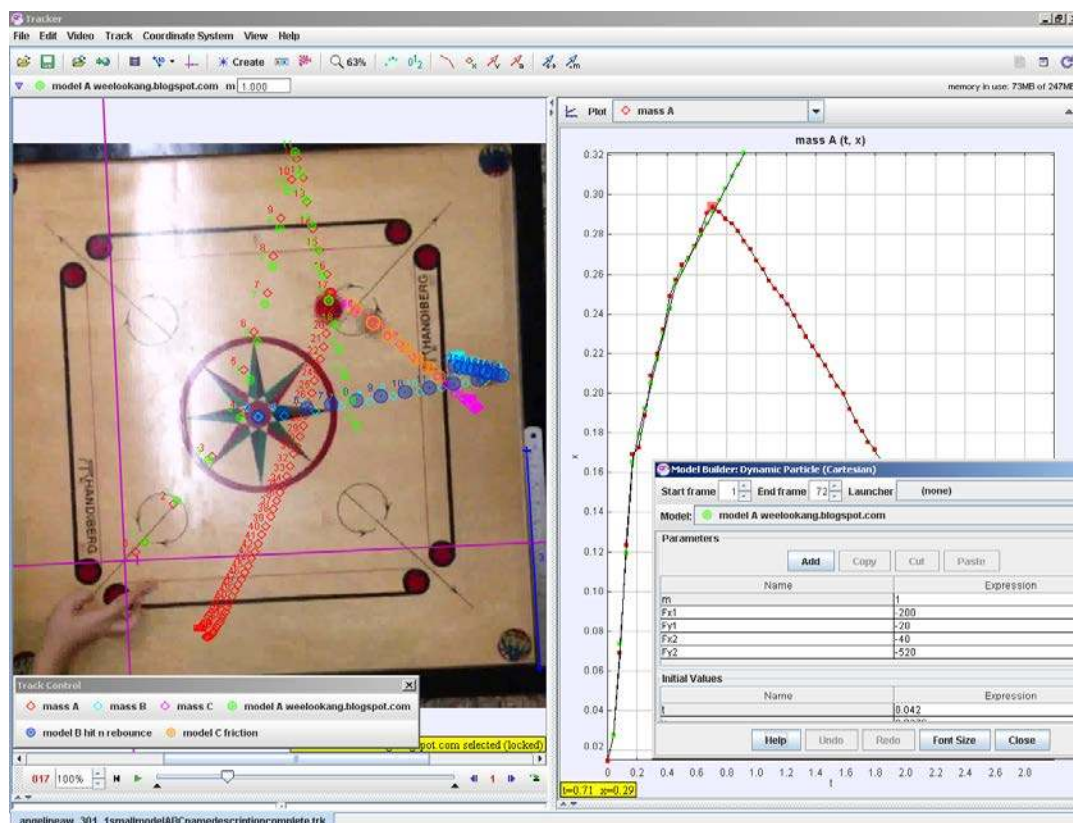 Tracker
File Edit Video Track Coordinate System View Help
Create 63%
model A weelookang.blogspot.com m 1.000
memory in use: 73MB of 247MB
Plot mass A
mass A (t, x)
0.32
0.30
0.28
0.26
0.24
0.22
0.20
0.18
0.16
0.14
0.12
0.10
0.08
0.06
0.04
0.02
x
0 0.2 0.4 0.6 0.8 1.0 1.2 1.4 1.6 1.8 2.0 2.2 2.4 2.6 2.8
t
t=0.71 x=0.29
HANDIBERG
HANDIBERG
Model Builder: Dynamic Particle (Cartesian)
Start frame 1 End frame 72 Launcher (none)
Model: model A weelookang.blogspot.com
Parameters
Add Copy Cut Paste
Name Expression
m 1
Fx1 -200
Fy1 -20
Fx2 -40
Fy2 -520
Initial Values
Name Expression
t 0.042
Help Undo Redo Font Size Close
Track Control
mass A mass B mass C model A weelookang.blogspot.com
model B hit n rebounce model C friction
pot.com selected (locked)
017 100% 1
angelineaw_301_1smallmodelABCnamedescriptioncomplete.trk